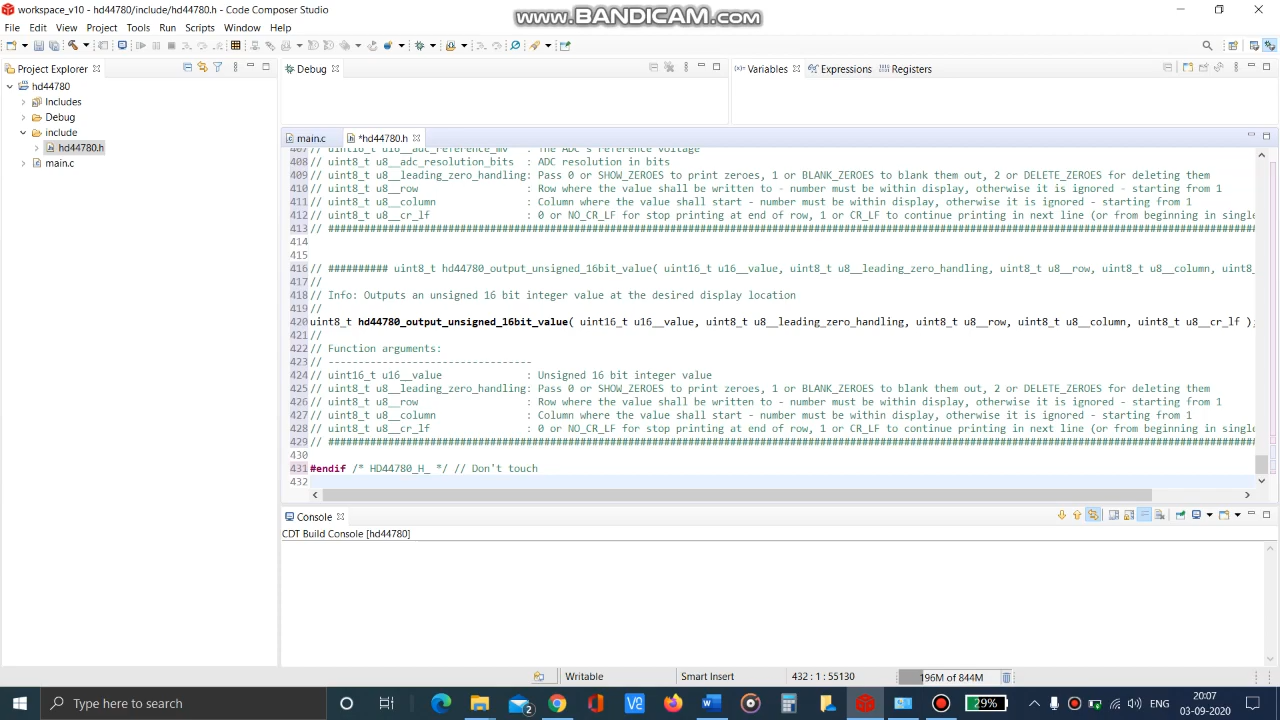 workspace_v10 - hd44780/include/hd44780.h - Code Composer Studio
www.BANDICAM.com
File Edit View Project Tools Run Scripts Window Help
Project Explorer
Debug
Variables Expressions Registers
hd44780
Includes
Debug
include
hd44780.h
main.c
main.c *hd44780.h
407 // uint16_t u16__adc_reference_mv : The ADC's reference voltage
408 // uint8_t u8__adc_resolution_bits : ADC resolution in bits
409 // uint8_t u8__leading_zero_handling: Pass 0 or SHOW_ZEROES to print zeroes, 1 or BLANK_ZEROES to blank them out, 2 or DELETE_ZEROES for deleting them
410 // uint8_t u8__row : Row where the value shall be written to - number must be within display, otherwise it is ignored - starting from 1
411 // uint8_t u8__column : Column where the value shall start - number must be within display, otherwise it is ignored - starting from 1
412 // uint8_t u8__cr_lf : 0 or NO_CR_LF for stop printing at end of row, 1 or CR_LF to continue printing in next line (or from beginning in single
413 // ##########################################################################################################################################################
414
415
416 // ########## uint8_t hd44780_output_unsigned_16bit_value( uint16_t u16__value, uint8_t u8__leading_zero_handling, uint8_t u8__row, uint8_t u8__column, uint8_
417 //
418 // Info: Outputs an unsigned 16 bit integer value at the desired display location
419 //
420 uint8_t hd44780_output_unsigned_16bit_value( uint16_t u16__value, uint8_t u8__leading_zero_handling, uint8_t u8__row, uint8_t u8__column, uint8_t u8__cr_lf );
421 //
422 // Function arguments:
423 // ----------------------------------
424 // uint16_t u16__value : Unsigned 16 bit integer value
425 // uint8_t u8__leading_zero_handling: Pass 0 or SHOW_ZEROES to print zeroes, 1 or BLANK_ZEROES to blank them out, 2 or DELETE_ZEROES for deleting them
426 // uint8_t u8__row : Row where the value shall be written to - number must be within display, otherwise it is ignored - starting from 1
427 // uint8_t u8__column : Column where the value shall start - number must be within display, otherwise it is ignored - starting from 1
428 // uint8_t u8__cr_lf : 0 or NO_CR_LF for stop printing at end of row, 1 or CR_LF to continue printing in next line (or from beginning in single
429 // ##########################################################################################################################################################
430
431 #endif /* HD44780_H_ */ // Don't touch
432
Console
CDT Build Console [hd44780]
Writable Smart Insert 432 : 1 : 55130 196M of 844M
Type here to search
2
29%
ENG
20:07
03-09-2020